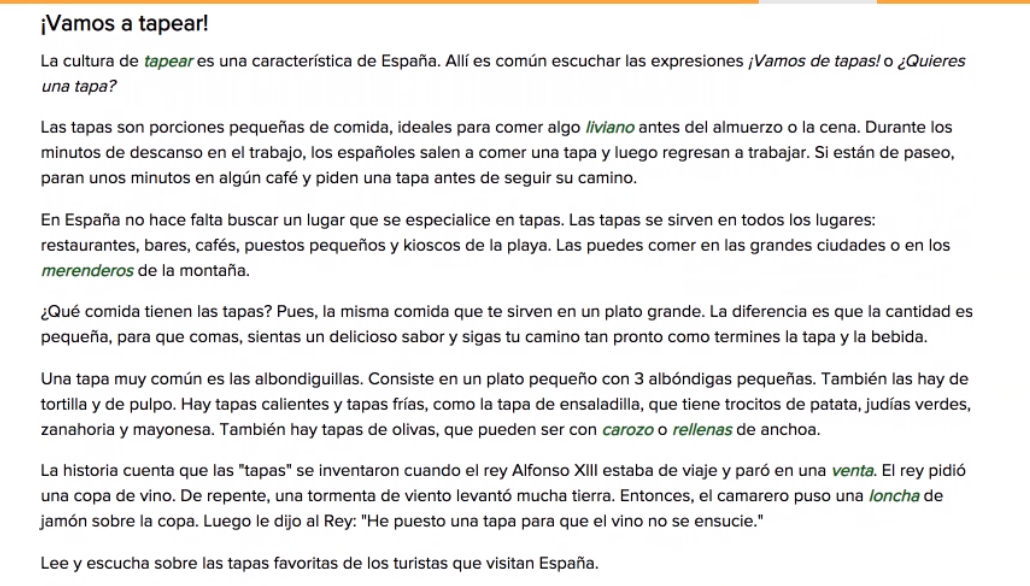 ¡Vamos a tapear!
La cultura de tapear es una característica de España. Allí es común escuchar las expresiones ¡Vamos de tapas! o ¿Quieres
una tapa?
Las tapas son porciones pequeñas de comida, ideales para comer algo liviano antes del almuerzo o la cena. Durante los
minutos de descanso en el trabajo, los españoles salen a comer una tapa y luego regresan a trabajar. Si están de paseo,
paran unos minutos en algún café y piden una tapa antes de seguir su camino.
En España no hace falta buscar un lugar que se especialice en tapas. Las tapas se sirven en todos los lugares:
restaurantes, bares, cafés, puestos pequeños y kioscos de la playa. Las puedes comer en las grandes ciudades o en los
merenderos de la montaña.
¿Qué comida tienen las tapas? Pues, la misma comida que te sirven en un plato grande. La diferencia es que la cantidad es
pequeña, para que comas, sientas un delicioso sabor y sigas tu camino tan pronto como termines la tapa y la bebida.
Una tapa muy común es las albondiguillas. Consiste en un plato pequeño con 3 albóndigas pequeñas. También las hay de
tortilla y de pulpo. Hay tapas calientes y tapas frías, como la tapa de ensaladilla, que tiene trocitos de patata, judías verdes,
zanahoria y mayonesa. También hay tapas de olivas, que pueden ser con carozo o rellenas de anchoa.
La historia cuenta que las "tapas" se inventaron cuando el rey Alfonso XIII estaba de viaje y paró en una venta. El rey pidió
una copa de vino. De repente, una tormenta de viento levantó mucha tierra. Entonces, el camarero puso una loncha de
jamón sobre la copa. Luego le dijo al Rey: "He puesto una tapa para que el vino no se ensucie."
Lee y escucha sobre las tapas favoritas de los turistas que visitan España.